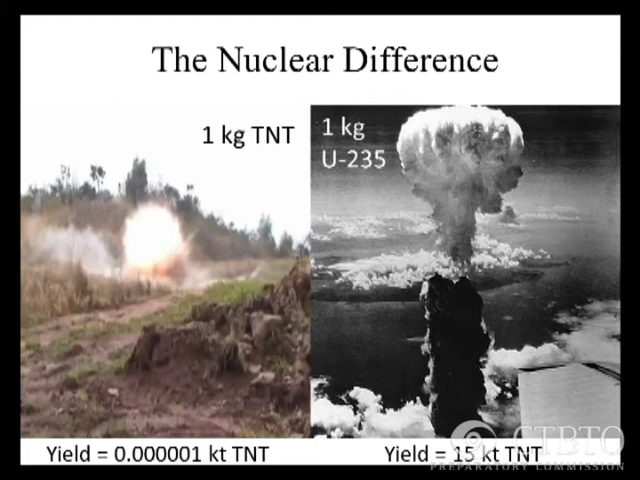 The Nuclear Difference
1 kg TNT
1 kg
U-235
Yield = 0.000001 kt TNT
Yield = 15 kt TNT
CTBTO
PREPARATORY COMMISSION